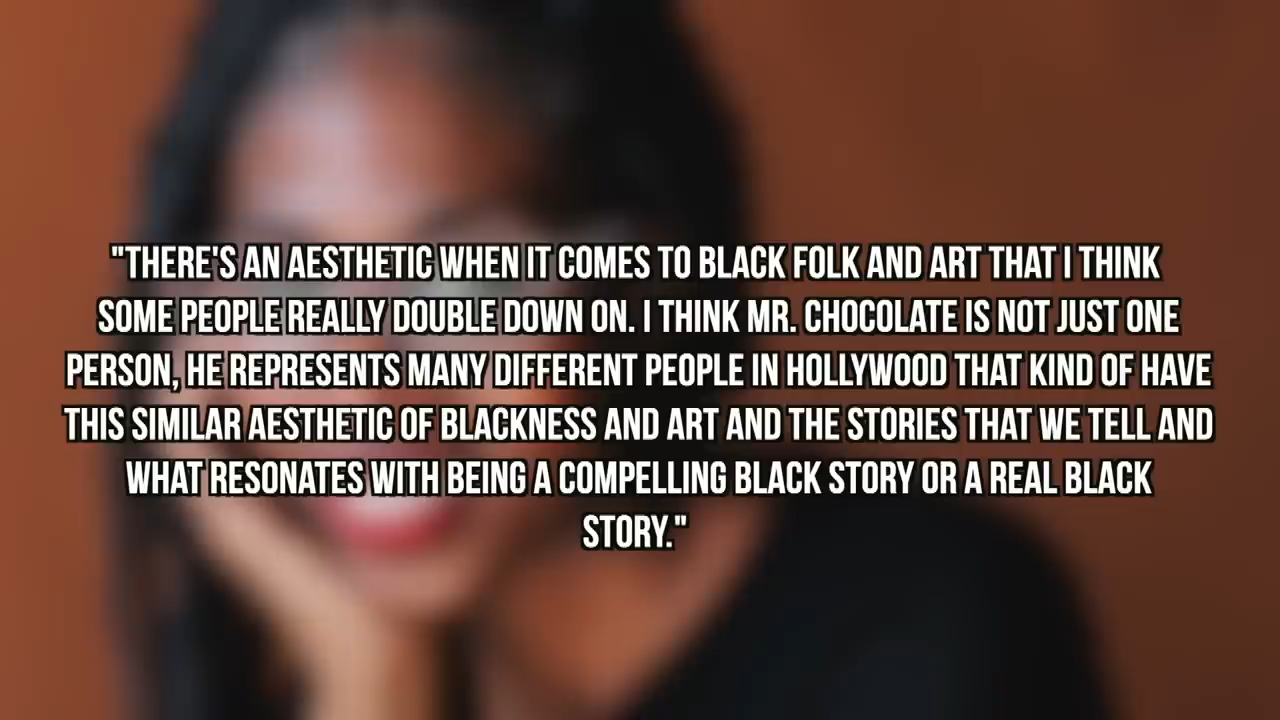 "THERE'S AN AESTHETIC WHEN IT COMES TO BLACK FOLK AND ART THAT I THINK
SOME PEOPLE REALLY DOUBLE DOWN ON. I THINK MR. CHOCOLATE IS NOT JUST ONE
PERSON, HE REPRESENTS MANY DIFFERENT PEOPLE IN HOLLYWOOD THAT KIND OF HAVE
THIS SIMILAR AESTHETIC OF BLACKNESS AND ART AND THE STORIES THAT WE TELL AND
WHAT RESONATES WITH BEING A COMPELLING BLACK STORY OR A REAL BLACK
STORY."